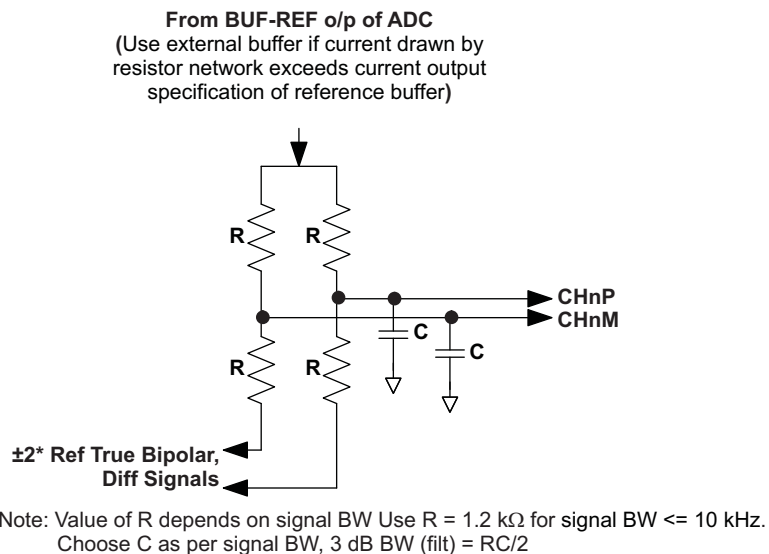 From BUF-REF o/p of ADC
(Use external buffer if current drawn by
resistor network exceeds current output
specification of reference buffer)
R
R
CHnP
CHnM
C
C
R
R
±2* Ref True Bipolar,
Diff Signals
Note: Value of R depends on signal BW Use R = 1.2 kΩ for signal BW <= 10 kHz.
Choose C as per signal BW, 3 dB BW (filt) = RC/2